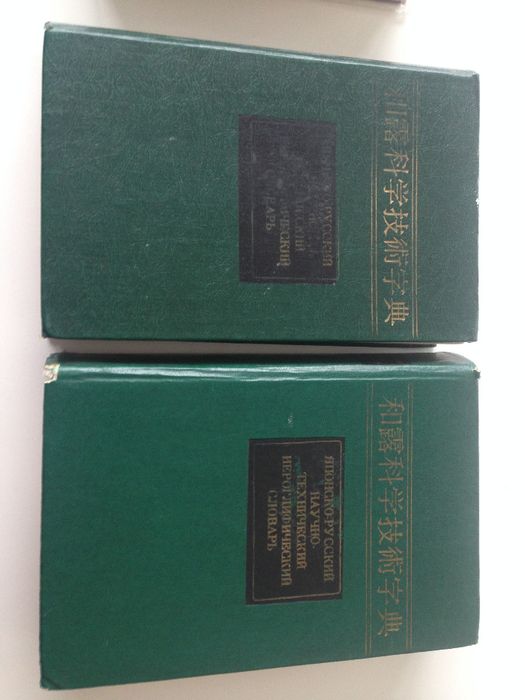 和露科学技術字典
РУССКИЙ
和露科学技術字典
ЯПОНСКО-РУССКИЙ
НАУЧНО-
ТЕХНИЧЕСКИЙ
ИЕРОГЛИФИЧЕСКИЙ
СЛОВАРЬ